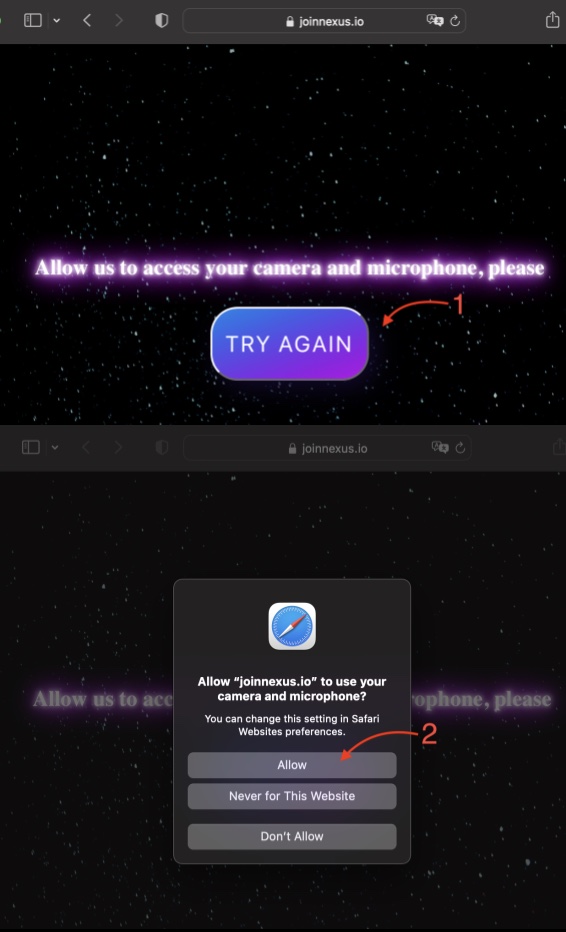 joinnexus.io
Allow us to access your camera and microphone, please
TRY AGAIN
1
joinnexus.io
Allow us to acc
rophone, please
Allow “joinnexus.io” to use your
camera and microphone?
You can change this setting in Safari
Websites preferences.
2
Allow
Never for This Website
Don’t Allow